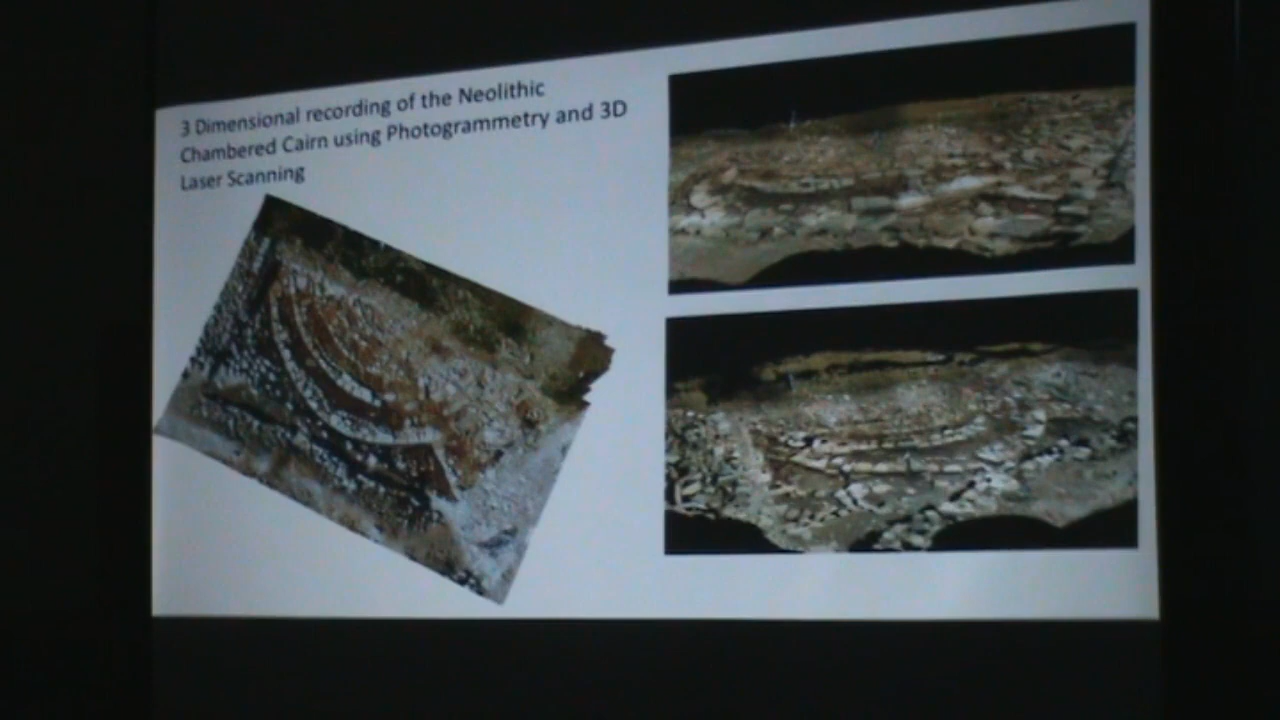 3 Dimensional recording of the Neolithic
Chambered Cairn using Photogrammetry and 3D
Laser Scanning